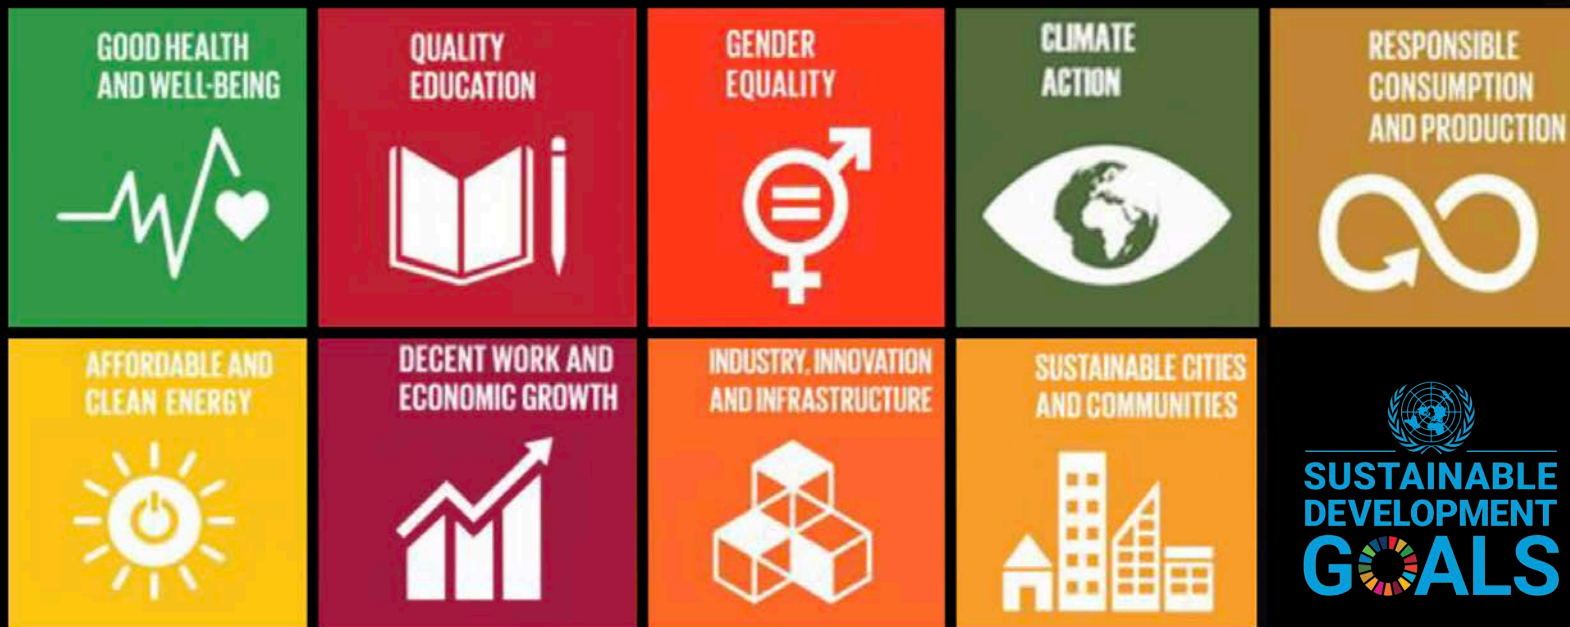 GOOD HEALTH
AND WELL-BEING
QUALITY
EDUCATION
GENDER
EQUALITY
CLIMATE
ACTION
RESPONSIBLE
CONSUMPTION
AND PRODUCTION
AFFORDABLE AND
CLEAN ENERGY
DECENT WORK AND
ECONOMIC GROWTH
INDUSTRY, INNOVATION
AND INFRASTRUCTURE
SUSTAINABLE CITIES
AND COMMUNITIES
SUSTAINABLE
DEVELOPMENT
GOALS